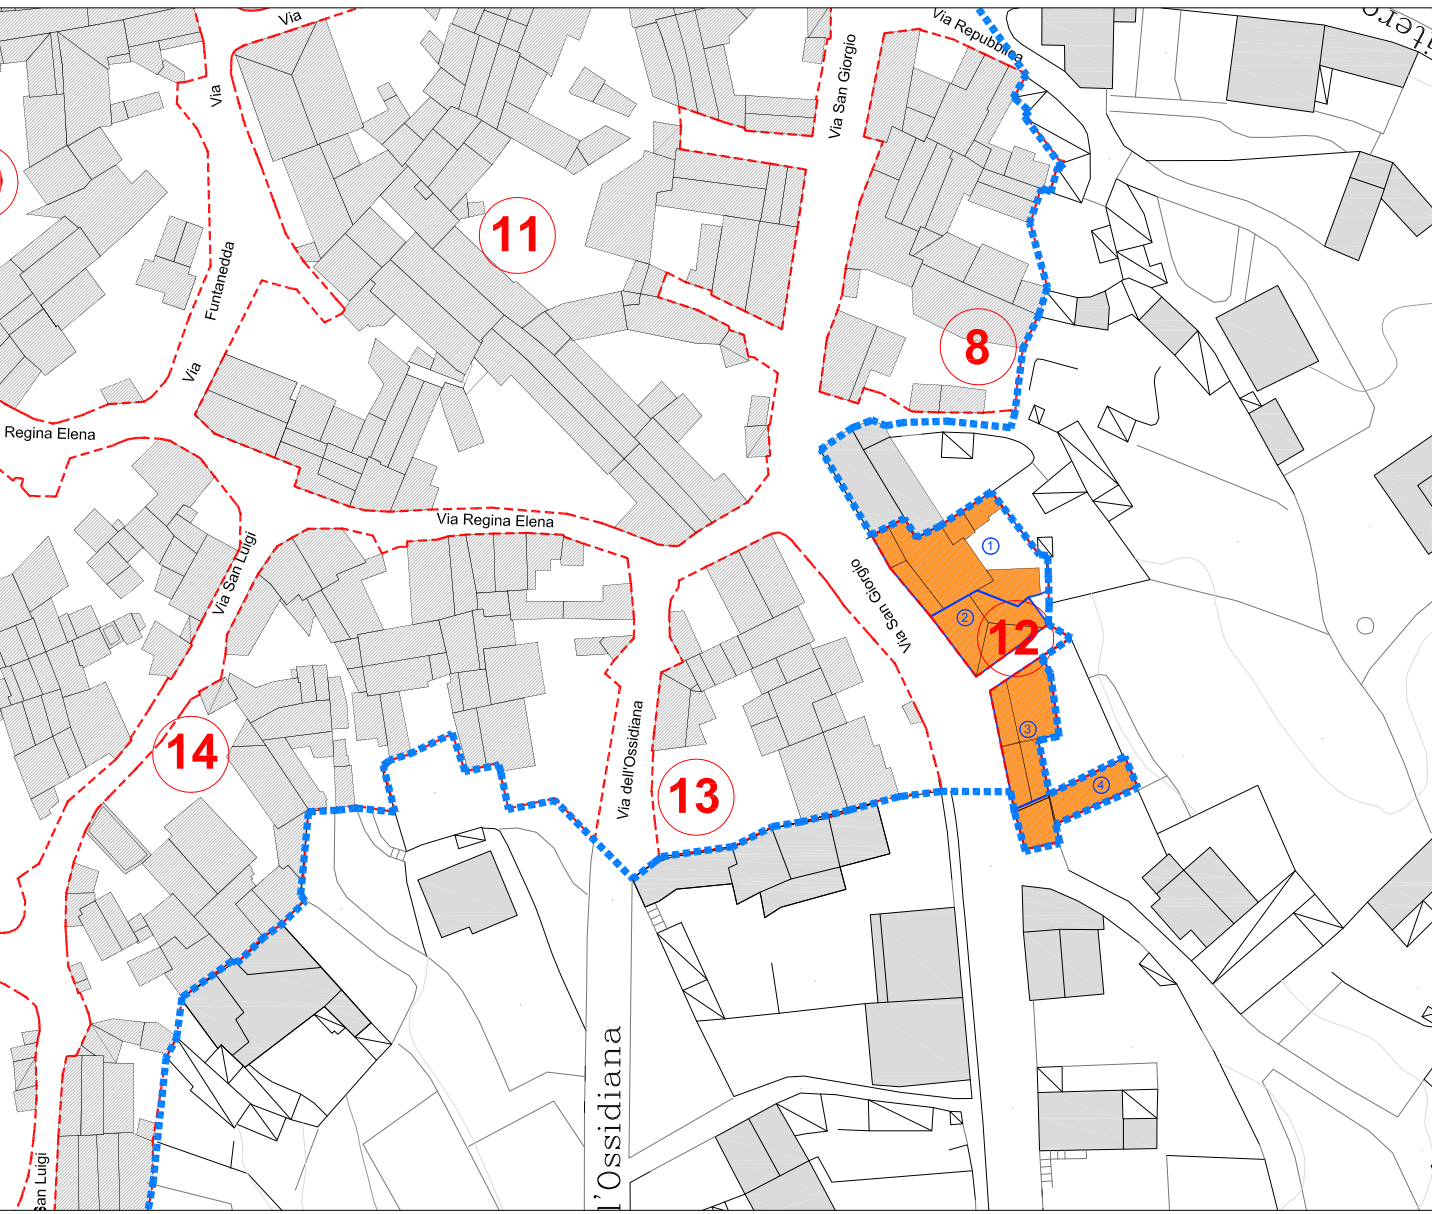 Via
Via Repubblica
Via San Giorgio
Via
11
Funtanedda
8
Via
Regina Elena
Via Regina Elena
Via San Luigi
1
Via San Giorgio
2
12
3
14
Via dell'Ossidiana
13
4
l'Ossidiana
San Luigi